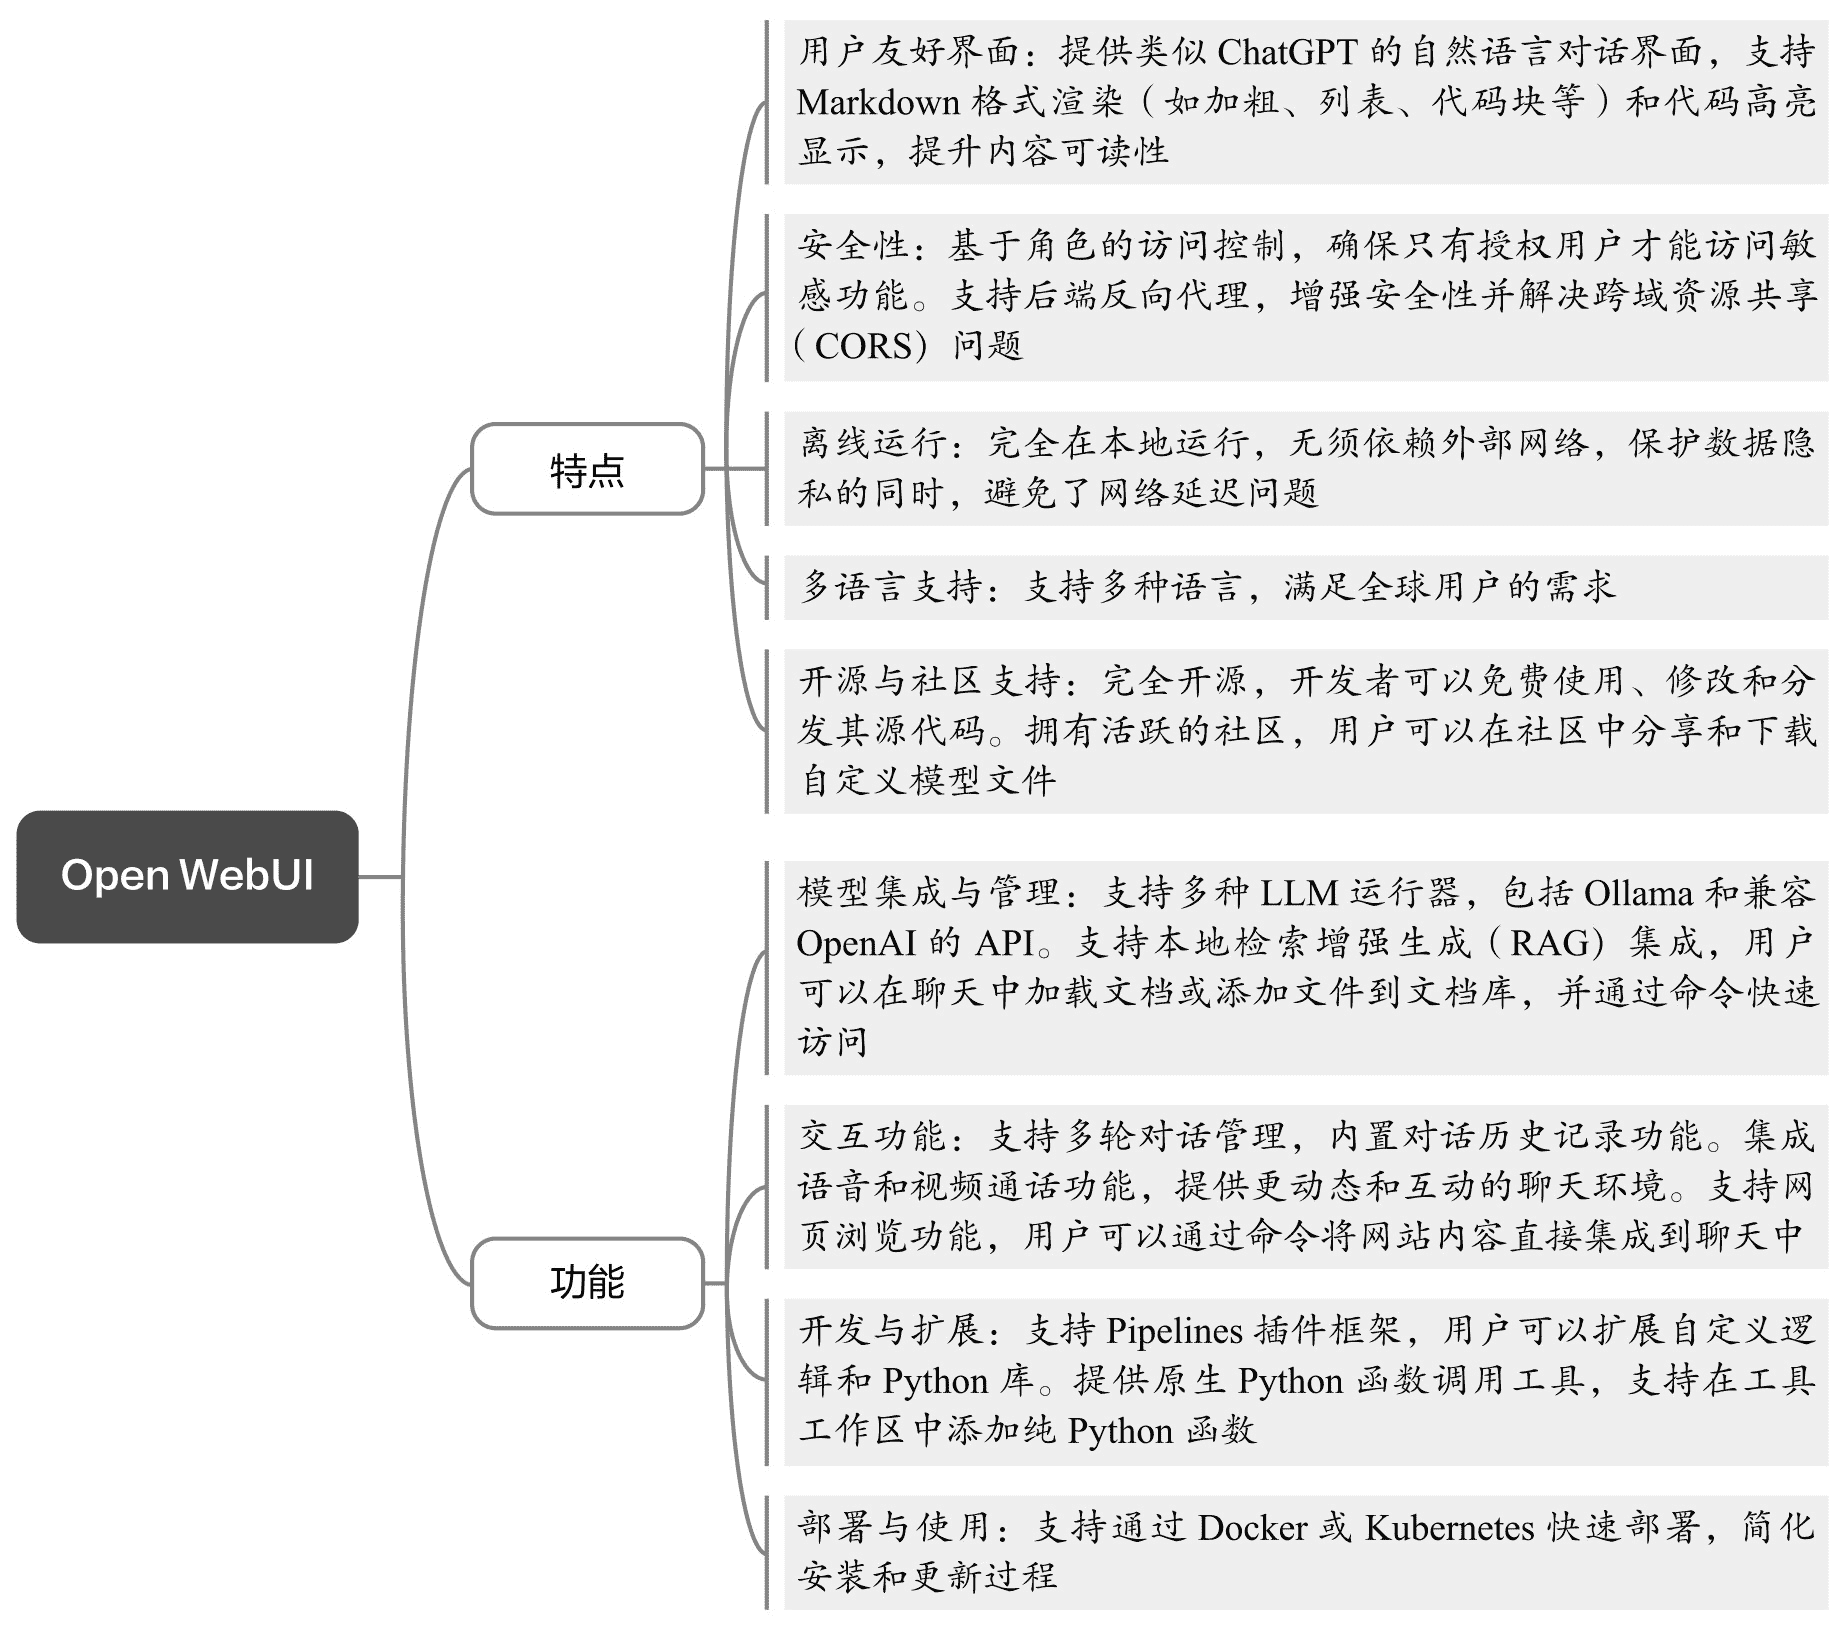 用户友好界面：提供类似 ChatGPT 的自然语言对话界面，支持
Markdown 格式渲染（如加粗、列表、代码块等）和代码高亮
显示，提升内容可读性
安全性：基于角色的访问控制，确保只有授权用户才能访问敏
感功能。支持后端反向代理，增强安全性并解决跨域资源共享
（CORS）问题
特点
离线运行：完全在本地运行，无须依赖外部网络，保护数据隐
私的同时，避免了网络延迟问题
多语言支持：支持多种语言，满足全球用户的需求
开源与社区支持：完全开源，开发者可以免费使用、修改和分
发其源代码。拥有活跃的社区，用户可以在社区中分享和下载
自定义模型文件
Open WebUI
模型集成与管理：支持多种 LLM 运行器，包括 Ollama 和兼容
OpenAI 的 API。支持本地检索增强生成（RAG）集成，用户
可以在聊天中加载文档或添加文件到文档库，并通过命令快速
访问
交互功能：支持多轮对话管理，内置对话历史记录功能。集成
语音和视频通话功能，提供更动态和互动的聊天环境。支持网
页浏览功能，用户可以通过命令将网站内容直接集成到聊天中
功能
开发与扩展：支持 Pipelines 插件框架，用户可以扩展自定义逻
辑和 Python 库。提供原生 Python 函数调用工具，支持在工具
工作区中添加纯 Python 函数
部署与使用：支持通过 Docker 或 Kubernetes 快速部署，简化
安装和更新过程